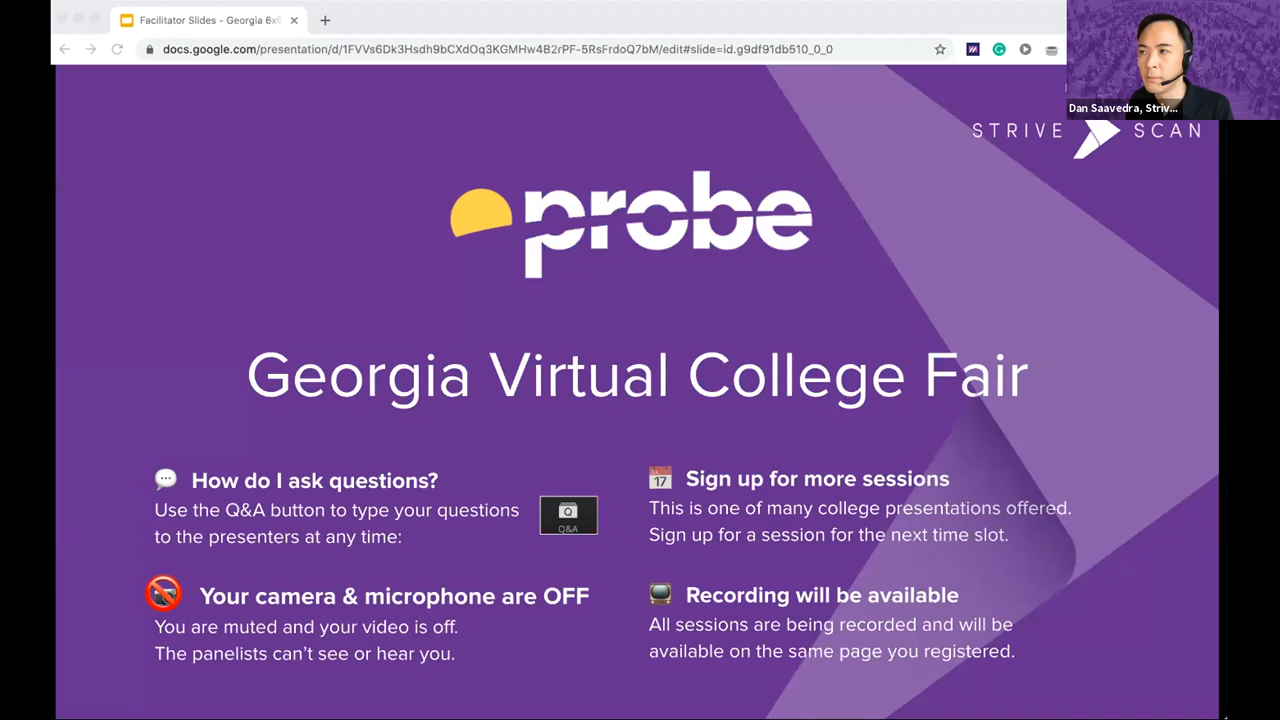 Facilitator Slides - Georgia 6x6
docs.google.com/presentation/d/1FVVs6Dk3Hsdh9bCXdOq3KGMHw4B2rPF-5RsFrdoQ7bM/edit#slide=id.g9df91db510_0_0
Dan Saavedra, Striv...
STRIVE SCAN
probe
Georgia Virtual College Fair
How do I ask questions?
Use the Q&A button to type your questions
to the presenters at any time:
Q
Q&A
Your camera & microphone are OFF
You are muted and your video is off.
The panelists can't see or hear you.
17 Sign up for more sessions
This is one of many college presentations offered.
Sign up for a session for the next time slot.
Recording will be available
All sessions are being recorded and will be
available on the same page you registered.